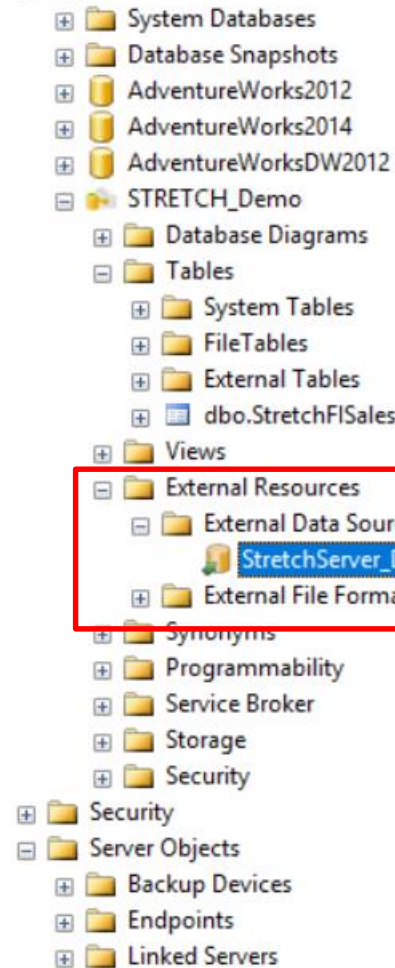 System Databases
Database Snapshots
AdventureWorks2012
AdventureWorks2014
AdventureWorksDW2012
STRETCH_Demo
Database Diagrams
Tables
System Tables
FileTables
External Tables
dbo.StretchFISales
Views
External Resources
External Data Sour
StretchServer_
External File Forma
Synonyms
Programmability
Service Broker
Storage
Security
Security
Server Objects
Backup Devices
Endpoints
Linked Servers